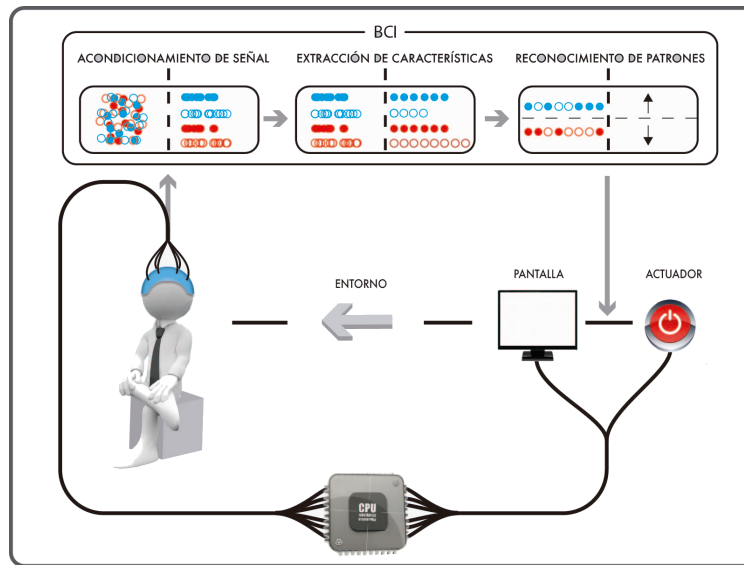 BCI
ACONDICIONAMIENTO DE SEÑAL
EXTRACCIÓN DE CARACTERÍSTICAS
RECONOCIMIENTO DE PATRONES
ENTORNO
PANTALLA
ACTUADOR
CPU